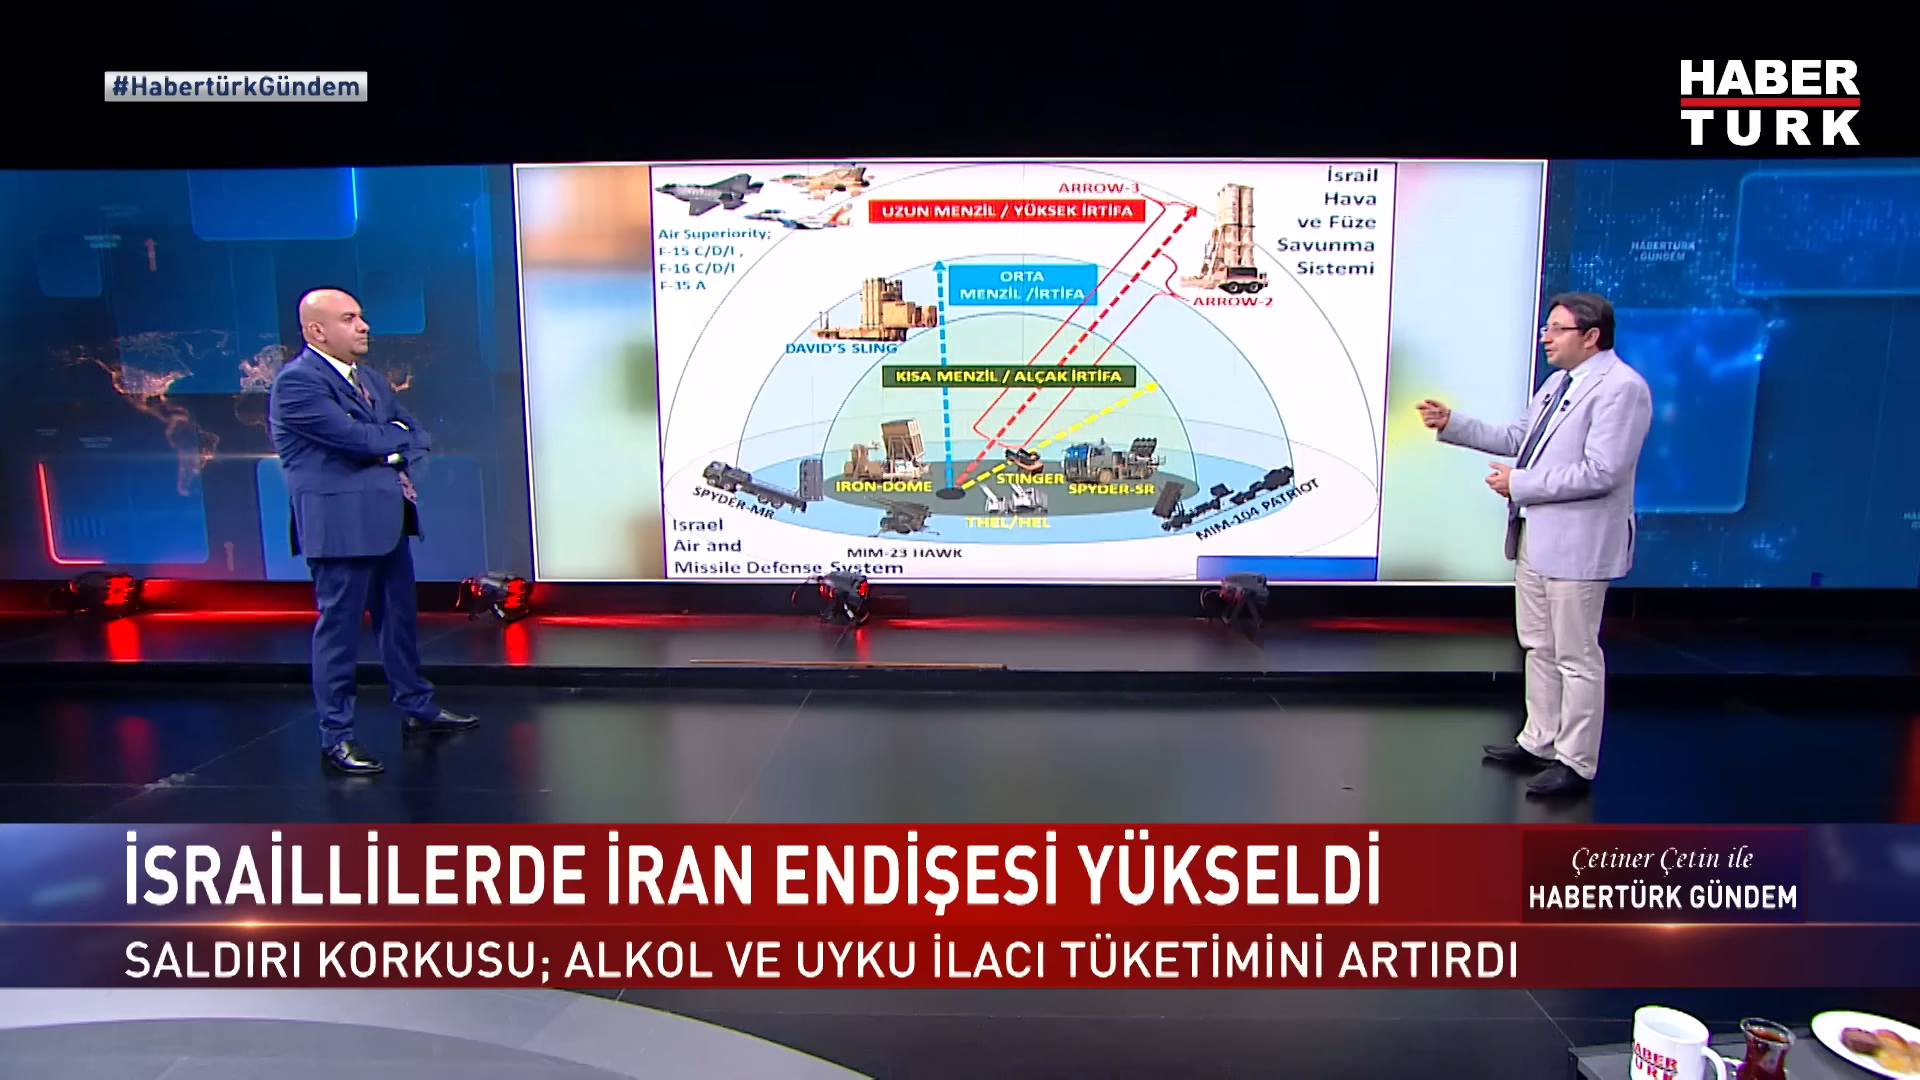 #HabertürkGündem
HABER
TURK
ARROW-3
UZUN MENZİL / YÜKSEK İRTİFA
İsrail
Hava
ve Füze
Savunma
Sistemi
Air Superiority;
F-15 C/D/I ,
F-16 C/D/I
F-35 A
ORTA
MENZİL /İRTİFA
ARROW-2
DAVID'S SLING
KISA MENZİL / ALÇAK İRTİFA
HABERTÜRK
GÜNDEM
IRON-DOME
STINGER
SPYDER-SR
SPYDER-MR
THEL/HEL
MIM-104 PATRIOT
MIM-23 HAWK
Israel
Air and
Missile Defense System
İSRAİLLİLERDE İRAN ENDİŞESİ YÜKSELDİ
Çetiner Çetin ile
HABERTÜRK GÜNDEM
SALDIRI KORKUSU; ALKOL VE UYKU İLACI TÜKETİMİNİ ARTIRDI
HABER
TURK